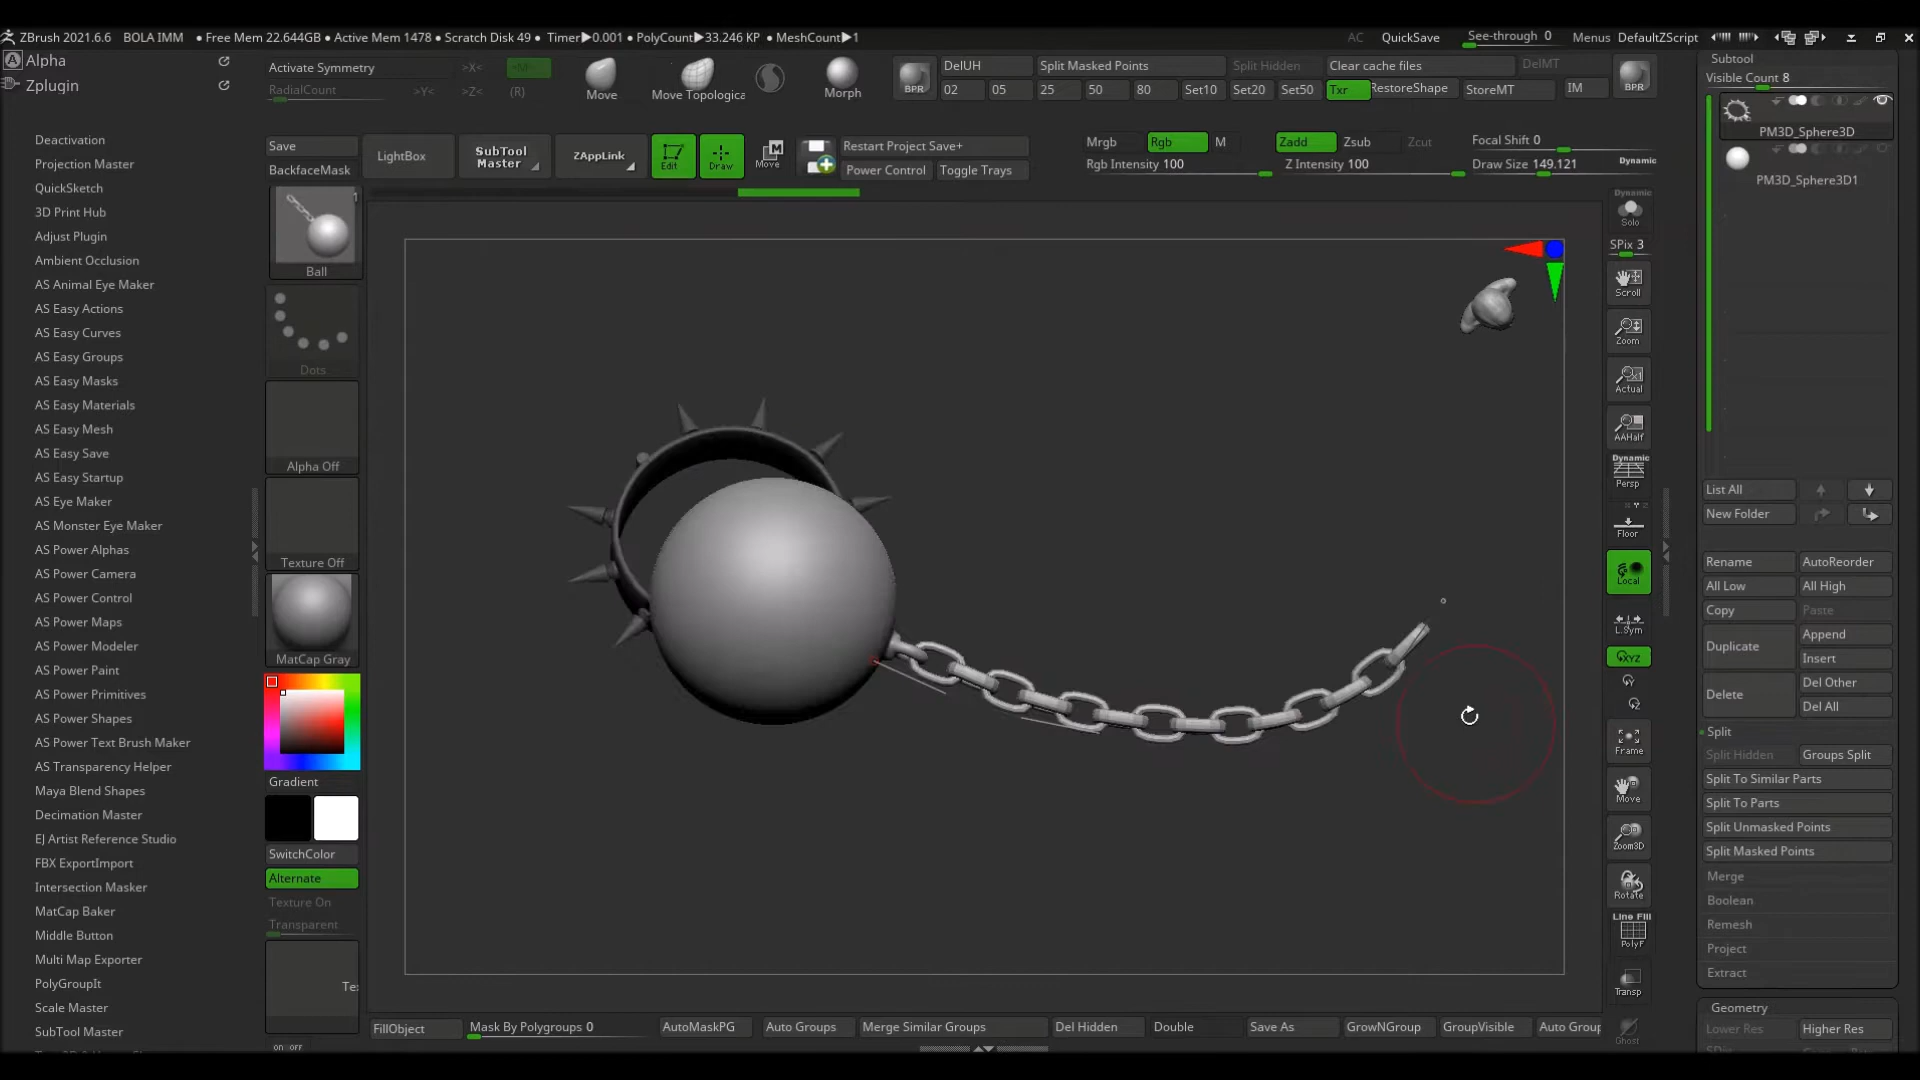 ZBrush 2021.6.6 BOLA IMM ● Free Mem 22.644GB ● Active Mem 1478 ● Scratch Disk 49 ● Timer▶0.001 ● PolyCount▶33.246 KP ● MeshCount▶1 AC QuickSave See-through 0 Menus DefaultZScript
Alpha
Zplugin
Deactivation
Projection Master
QuickSketch
3D Print Hub
Adjust Plugin
Ambient Occlusion
AS Animal Eye Maker
AS Easy Actions
AS Easy Curves
AS Easy Groups
AS Easy Masks
AS Easy Materials
AS Easy Mesh
AS Easy Save
AS Easy Startup
AS Eye Maker
AS Monster Eye Maker
AS Power Alphas
AS Power Camera
AS Power Control
AS Power Maps
AS Power Modeler
AS Power Paint
AS Power Primitives
AS Power Shapes
AS Power Text Brush Maker
AS Transparency Helper
Maya Blend Shapes
Decimation Master
EJ Artist Reference Studio
FBX ExportImport
Intersection Masker
MatCap Baker
Middle Button
Multi Map Exporter
PolyGroupIt
Scale Master
SubTool Master
Activate Symmetry >X< >M<
RadialCount >Y< >Z< (R)
Move
Move Topologica
Morph
BPR
DelUH Split Masked Points Split Hidden Clear cache files DelMT
02 05 25 50 80 Set10 Set20 Set50 Txr RestoreShape StoreMT IM
BPR
Save
BackfaceMask
LightBox
SubTool
Master
ZAppLink
Edit
Draw
Move
Restart Project Save+
Power Control Toggle Trays
Mrgb Rgb M
Rgb Intensity 100
Zadd Zsub Zcut
Z Intensity 100
Focal Shift 0
Draw Size 149.121 Dynamic
1
Ball
Dots
Alpha Off
Texture Off
MatCap Gray
Gradient
SwitchColor
Alternate
Texture On
Transparent
Te
on off
Dynamic
Solo
SPix 3
Scroll
Zoom
Actual
AAHalf
Dynamic
Persp
Floor
Local
L.Sym
XYZ
Frame
Move
Zoom3D
Rotate
Line Fill
PolyF
Transp
Ghost
Subtool
Visible Count 8
PM3D_Sphere3D
PM3D_Sphere3D1
List All
New Folder
Rename AutoReorder
All Low All High
Copy Paste
Duplicate Append
Insert
Delete Del Other
Del All
Split
Split Hidden Groups Split
Split To Similar Parts
Split To Parts
Split Unmasked Points
Split Masked Points
Merge
Boolean
Remesh
Project
Extract
Geometry
Lower Res Higher Res
FillObject Mask By Polygroups 0 AutoMaskPG Auto Groups Merge Similar Groups Del Hidden Double Save As GrowNGroup GroupVisible Auto Group